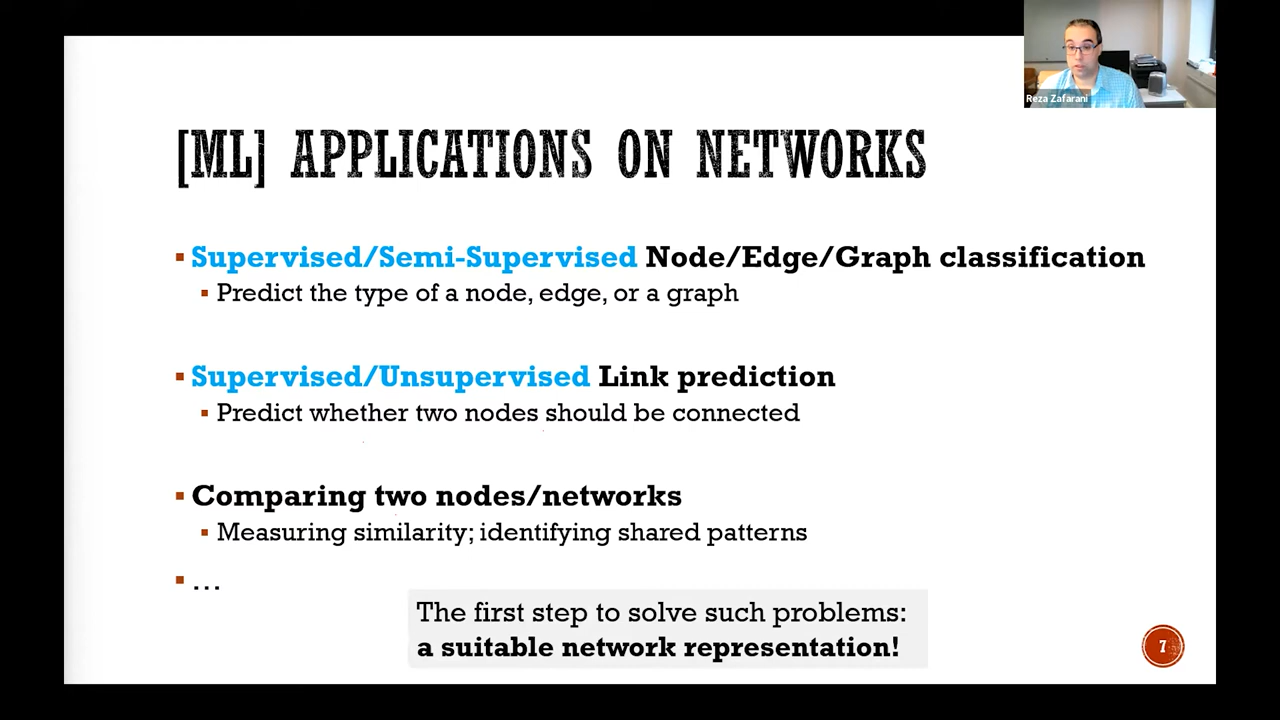 Reza Zafarani
[ML] APPLICATIONS ON NETWORKS
▪ Supervised/Semi-Supervised Node/Edge/Graph classification
▪ Predict the type of a node, edge, or a graph
▪ Supervised/Unsupervised Link prediction
▪ Predict whether two nodes should be connected
▪ Comparing two nodes/networks
▪ Measuring similarity; identifying shared patterns
▪ ...
The first step to solve such problems:
a suitable network representation!
7